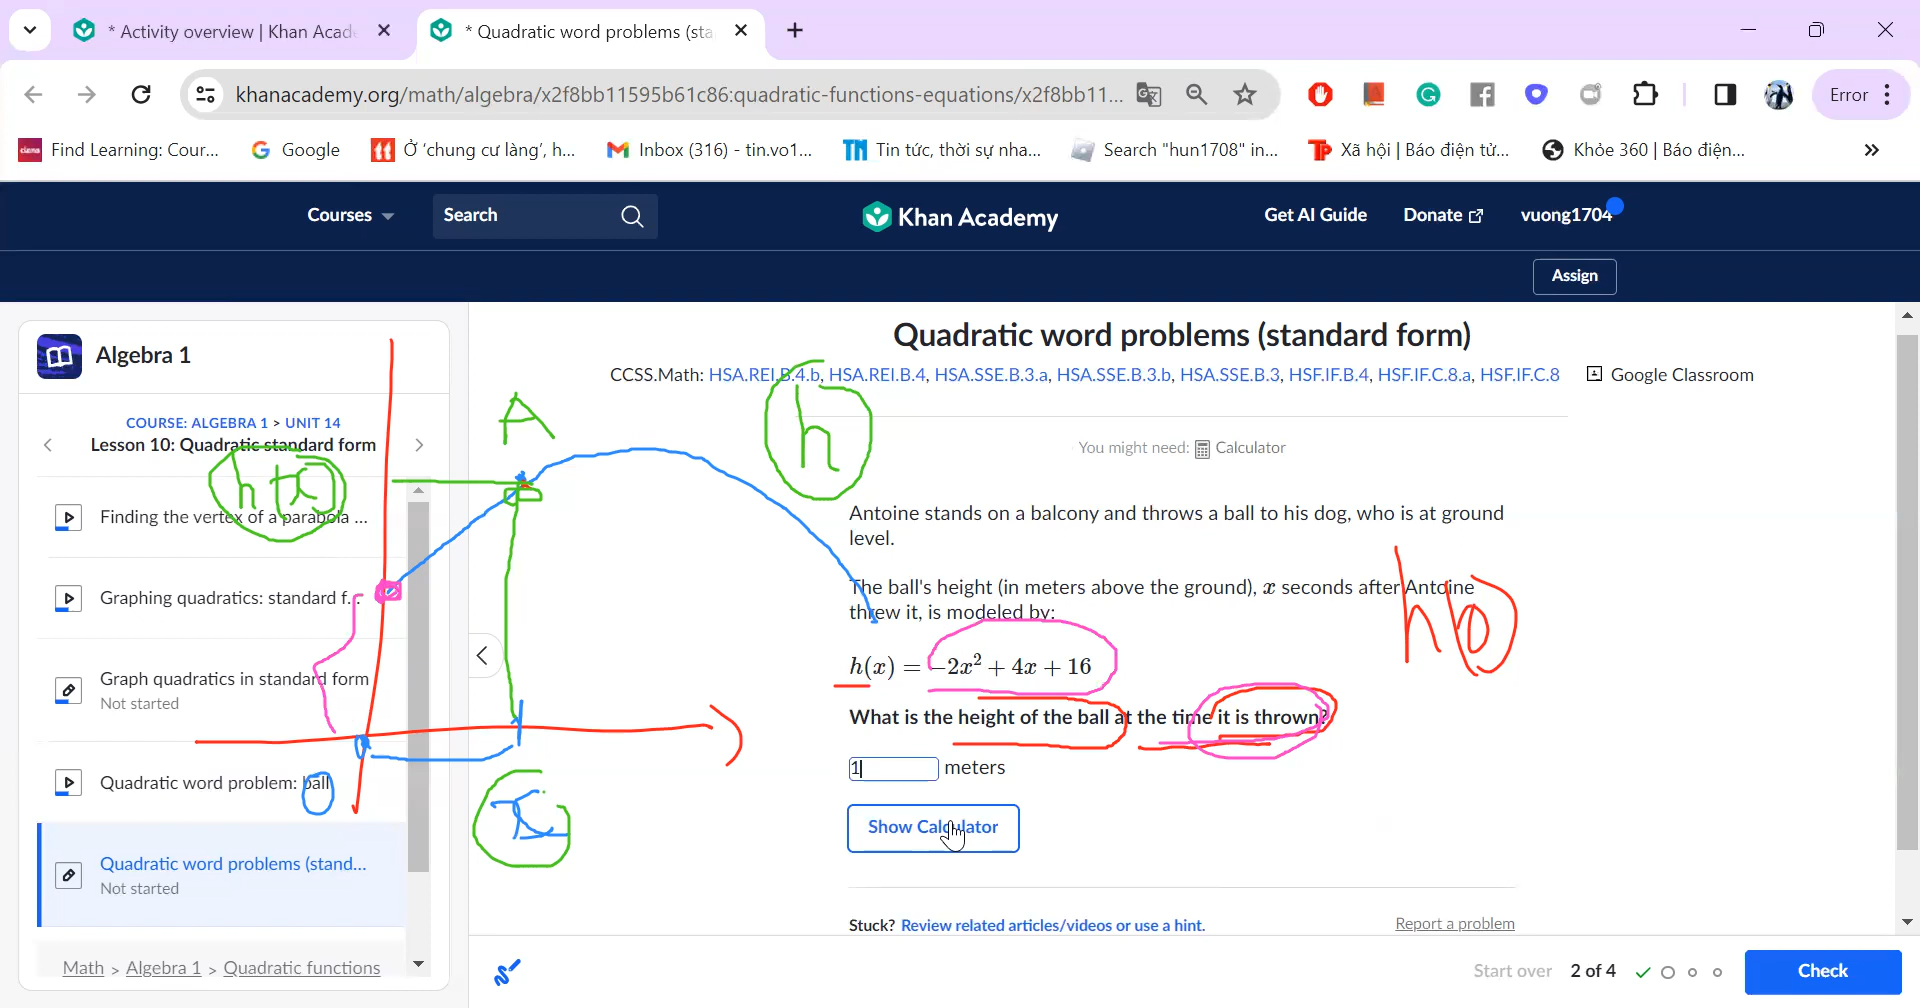 * Activity overview | Khan Acad
* Quadratic word problems (sta
khanacademy.org/math/algebra/x2f8bb11595b61c86:quadratic-functions-equations/x2f8bb11...
Error
Find Learning: Cour...
Google
Ở 'chung cư làng', h...
Inbox (316) - tin.vo1...
TN Tin tức, thời sự nha...
Search "hun1708" in...
Xã hội | Báo điện tử...
Khỏe 360 | Báo điện...
Courses
Search
Khan Academy
Get AI Guide
Donate
vuong1704
Assign
Algebra 1
COURSE: ALGEBRA 1 > UNIT 14
Lesson 10: Quadratic standard form
Finding the vertex of a parabola ...
Graphing quadratics: standard f...
Graph quadratics in standard form
Not started
Quadratic word problem: ball
Quadratic word problems (stand...
Not started
Math > Algebra 1 > Quadratic functions
Quadratic word problems (standard form)
CCSS.Math: HSA.REI.B.4.b, HSA.REI.B.4, HSA.SSE.B.3.a, HSA.SSE.B.3.b, HSA.SSE.B.3, HSF.IF.B.4, HSF.IF.C.8.a, HSF.IF.C.8
Google Classroom
You might need: Calculator
Antoine stands on a balcony and throws a ball to his dog, who is at ground
level.
The ball's height (in meters above the ground), x seconds after Antoine
threw it, is modeled by:
h(x) = −2x² + 4x + 16
What is the height of the ball at the time it is thrown?
1 meters
Show Calculator
Stuck? Review related articles/videos or use a hint.
Report a problem
Start over
2 of 4
Check
A
h
x